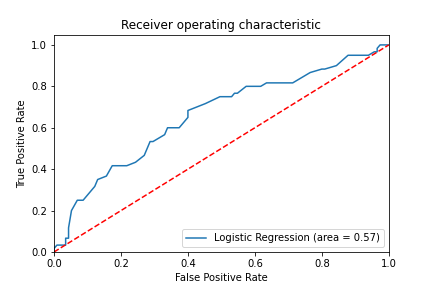 Receiver operating characteristic
True Positive Rate
1.0
0.8
0.6
0.4
0.2
0.0
Logistic Regression (area = 0.57)
0.0 0.2 0.4 0.6 0.8 1.0
False Positive Rate